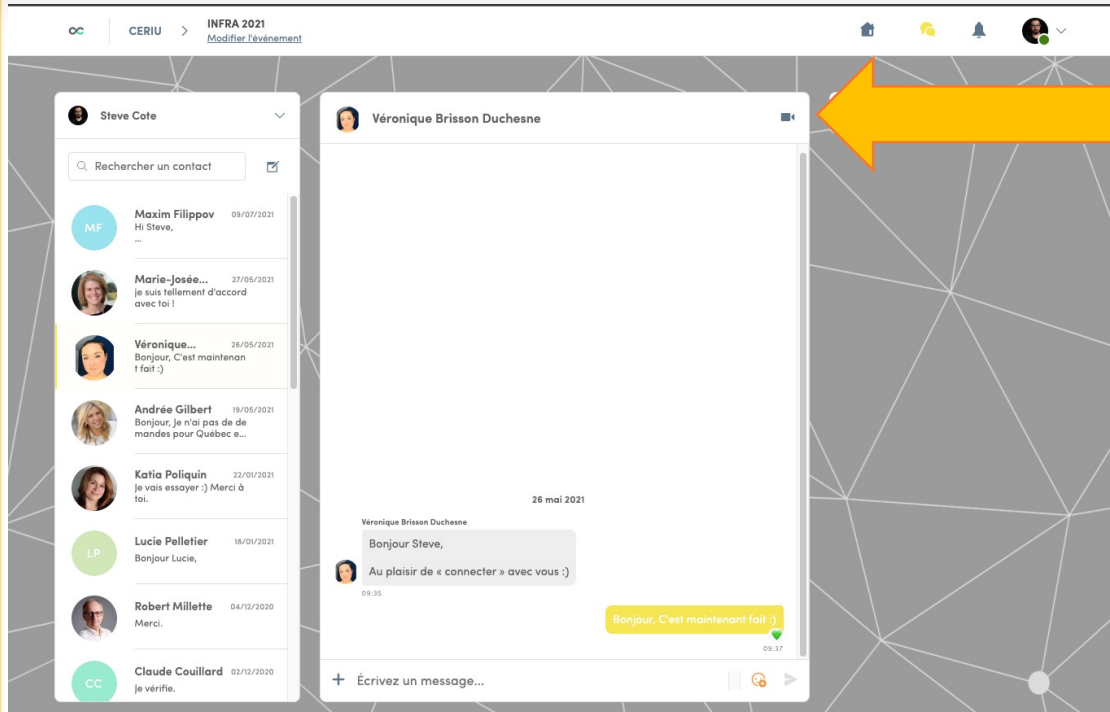 CERIU > INFRA 2021
Modifier l'événement
Steve Cote
Rechercher un contact
MF
Maxim Filippov 09/07/2021
Hi Steve,
...
Marie-Josée... 27/05/2021
je suis tellement d'accord
avec toi !
Véronique... 26/05/2021
Bonjour, C'est maintenan
t fait :)
Andrée Gilbert 19/05/2021
Bonjour, Je n'ai pas de de
mandes pour Québec e...
Katia Poliquin 22/01/2021
Je vais essayer :) Merci à
toi.
LP
Lucie Pelletier 18/01/2021
Bonjour Lucie,
Robert Millette 04/12/2020
Merci.
CC
Claude Couillard 02/12/2020
Je vérifie.
Véronique Brisson Duchesne
26 mai 2021
Véronique Brisson Duchesne
Bonjour Steve,
Au plaisir de « connecter » avec vous :)
09:35
Bonjour, C'est maintenant fait :)
09:37
+ Écrivez un message...